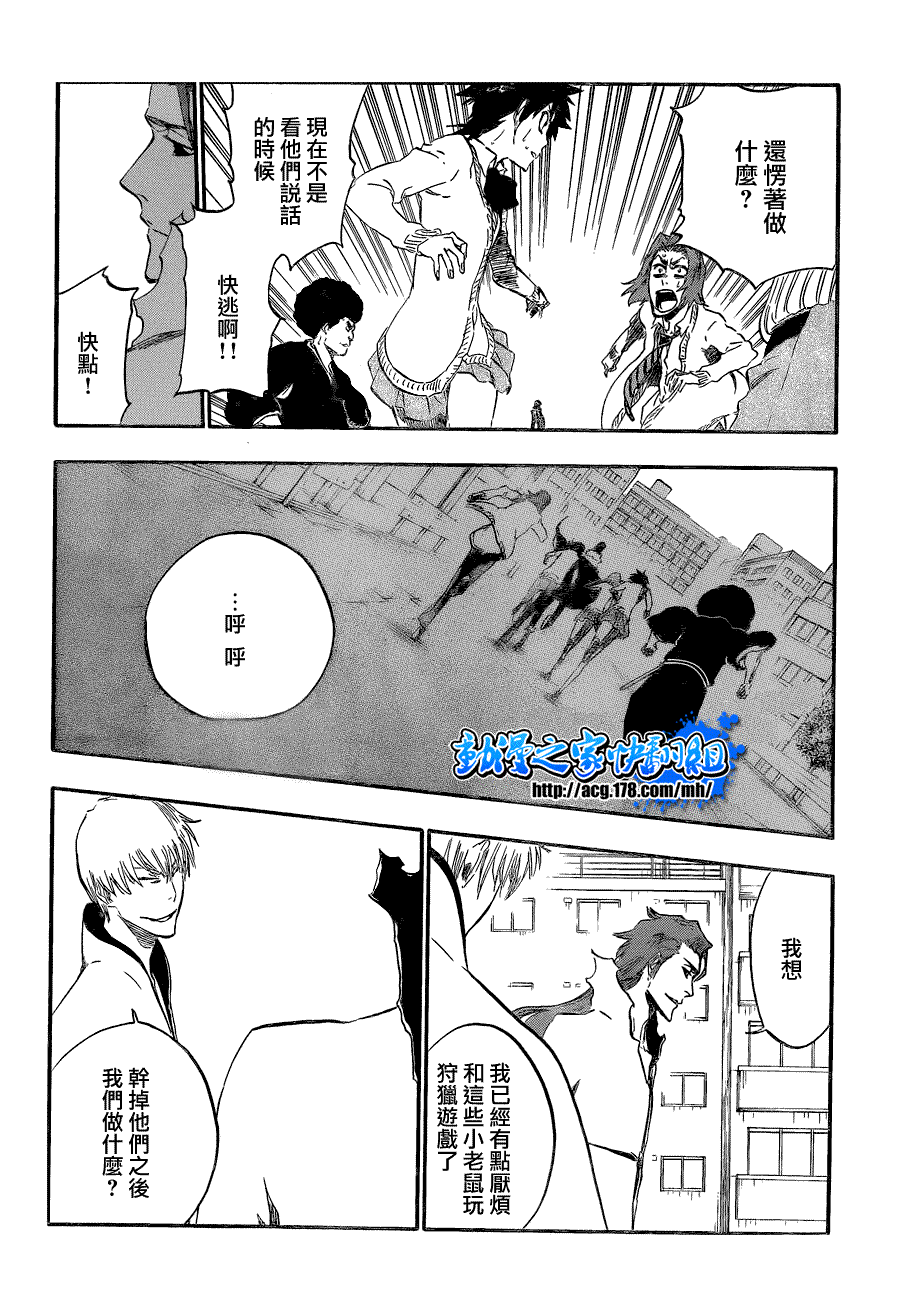 還愣著做
什麼？
現在不是
看他們説話
的時候
快逃啊！！
快點！
…呼
呼
動漫之家快翻組
http://acg.178.com/mh/
我想
我已經有點厭煩
和這些小老鼠玩
狩獵遊戲了
幹掉他們之後
我們做什麼？